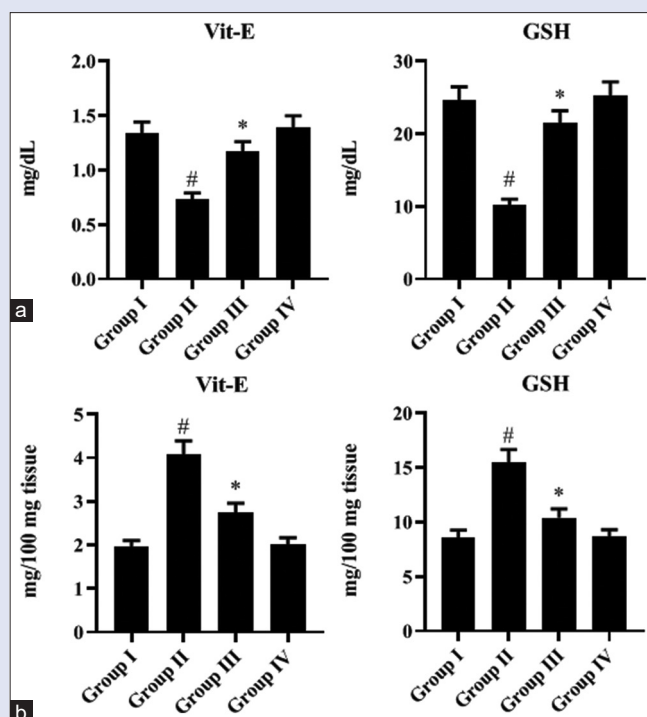 Vit-E
GSH
mg/dL
2.0
1.5
1.0
0.5
0.0
#
*
Group I
Group II
Group III
Group IV
mg/dL
30
20
10
0
#
*
Group I
Group II
Group III
Group IV
a
Vit-E
GSH
mg/100 mg tissue
5
4
3
2
1
0
#
*
Group I
Group II
Group III
Group IV
mg/100 mg tissue
20
15
10
5
0
#
*
Group I
Group II
Group III
Group IV
b